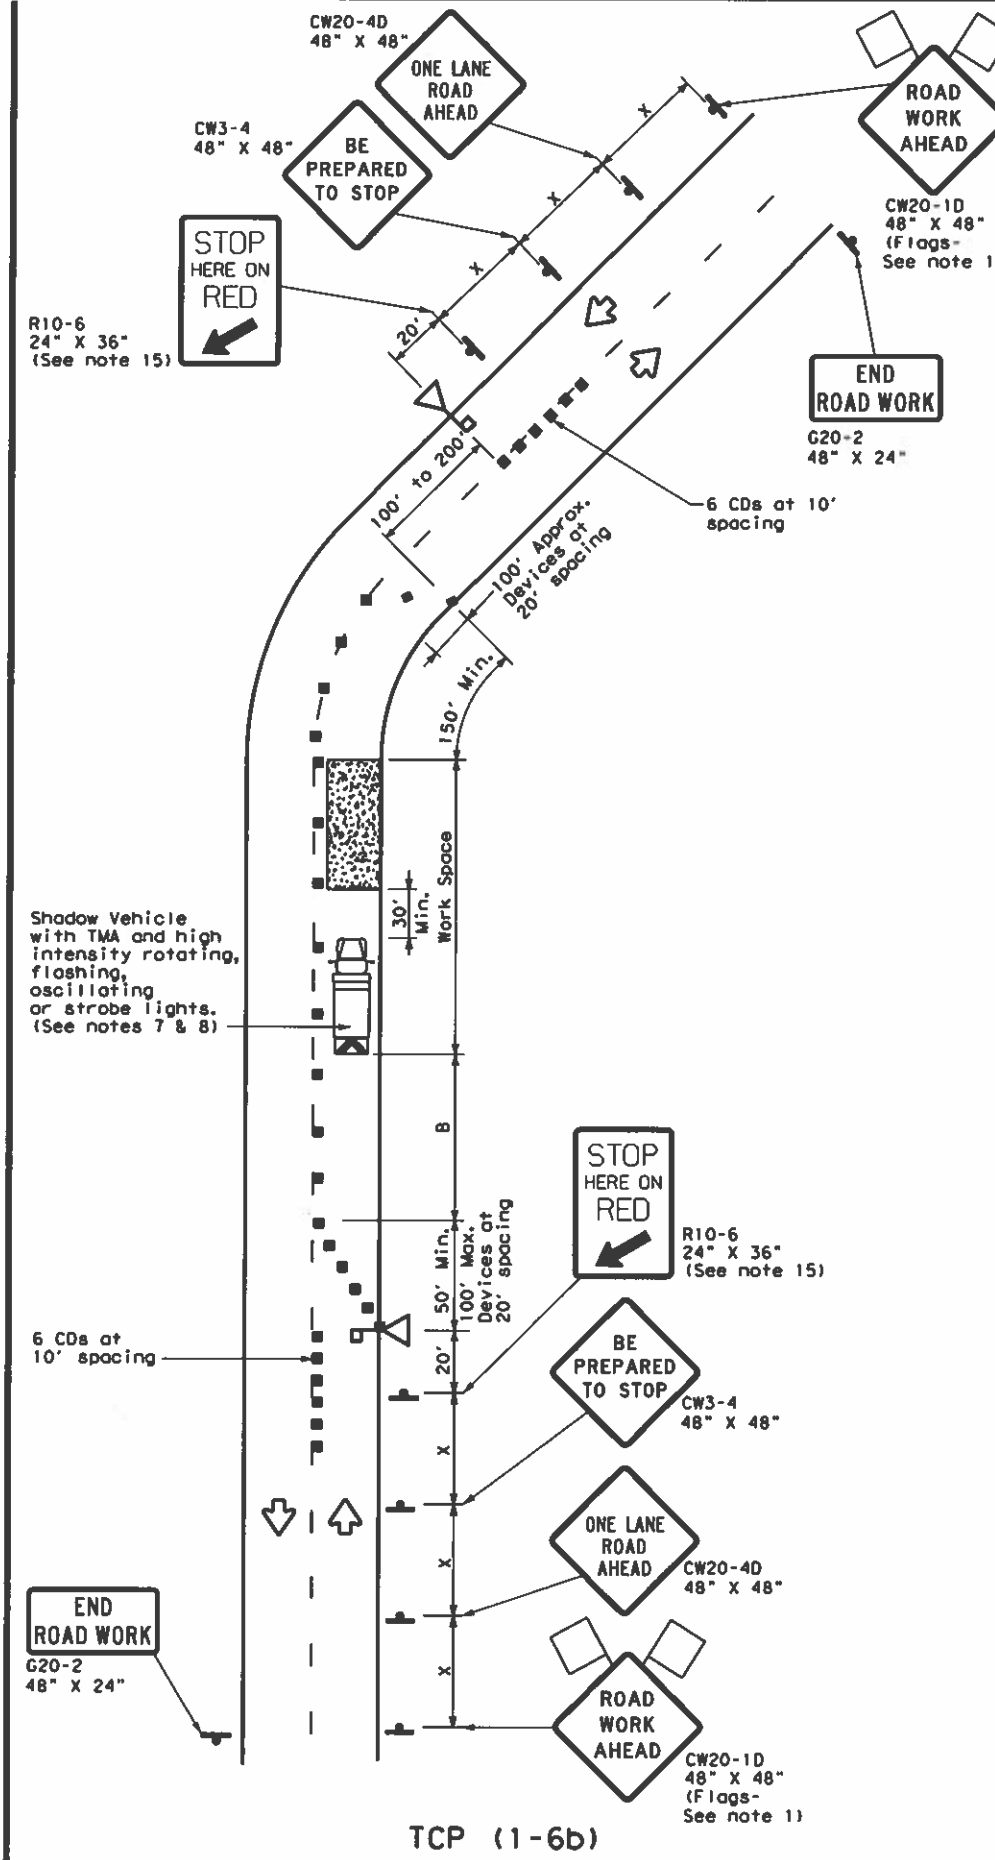 CW20-4D
48" X 48"
ONE LANE
ROAD
AHEAD
ROAD
WORK
AHEAD
CW20-1D
48" X 48"
(Flags-
See note 1
X
X
X
20'
CW3-4
48" X 48"
BE
PREPARED
TO STOP
STOP
HERE ON
RED
R10-6
24" X 36"
(See note 15)
END
ROAD WORK
G20-2
48" X 24"
100' to 200'
6 CDs at 10'
spacing
100' Approx.
Devices at
20' spacing
150' Min.
Work Space
30'
Min.
Shadow Vehicle
with TMA and high
intensity rotating,
flashing,
oscillating
or strobe lights.
(See notes 7 & 8)
B
50' Min.
100' Max.
Devices at
20' spacing
STOP
HERE ON
RED
R10-6
24" X 36"
(See note 15)
6 CDs at
10' spacing
20'
BE
PREPARED
TO STOP
CW3-4
48" X 48"
X
X
ONE LANE
ROAD
AHEAD
CW20-4D
48" X 48"
X
END
ROAD WORK
G20-2
48" X 24"
ROAD
WORK
AHEAD
CW20-1D
48" X 48"
(Flags-
See note 1)
TCP (1-6b)